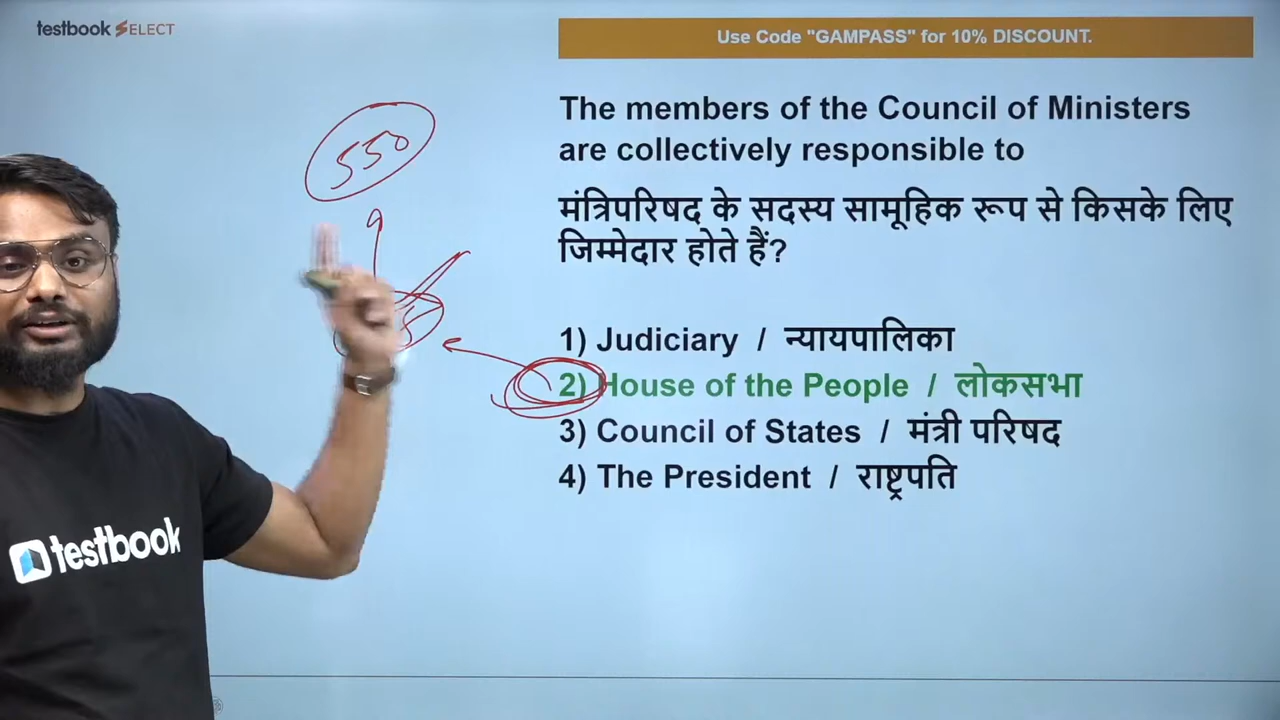 testbook SELECT
Use Code "GAMPASS" for 10% DISCOUNT.
The members of the Council of Ministers
are collectively responsible to
मंत्रिपरिषद के सदस्य सामूहिक रूप से किसके लिए
जिम्मेदार होते हैं?
550
1) Judiciary / न्यायपालिका
2) House of the People / लोकसभा
3) Council of States / मंत्री परिषद
4) The President / राष्ट्रपति
testbook